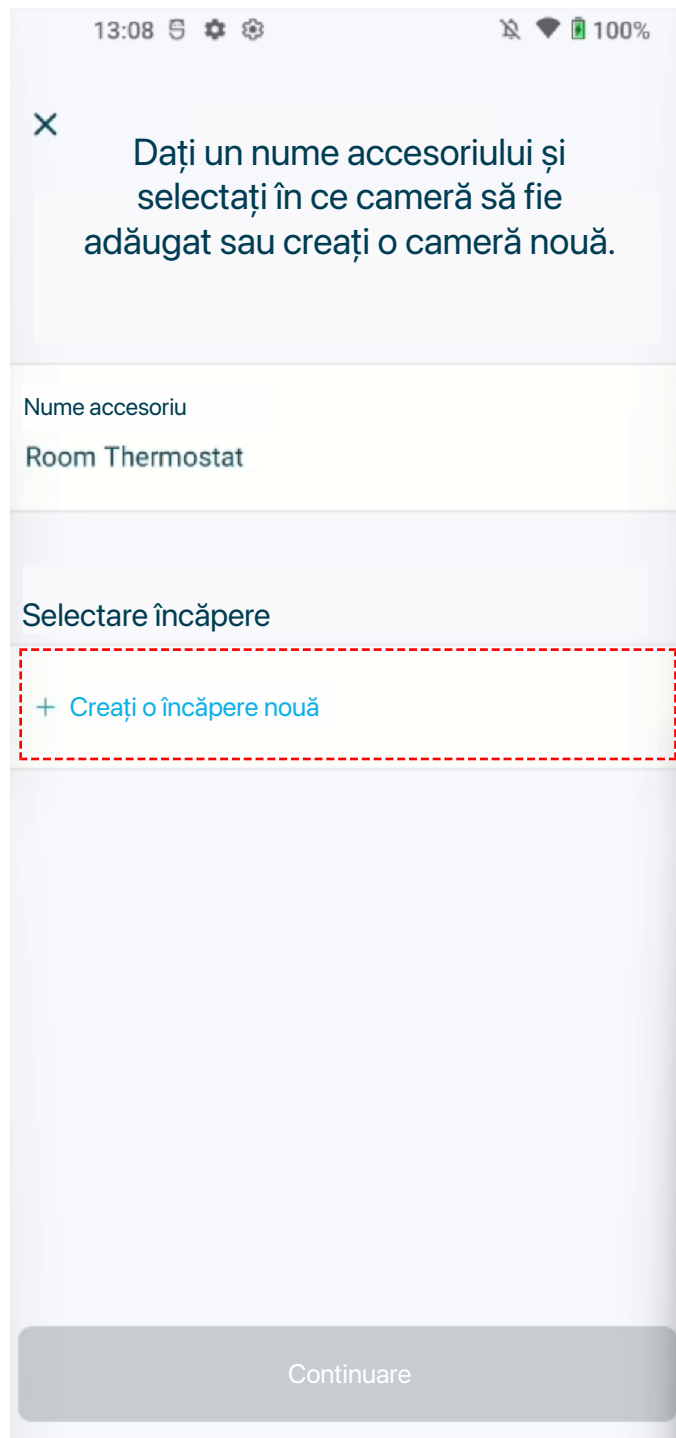 13:08
100%
Dați un nume accesoriului și
selectați în ce cameră să fie
adăugat sau creați o cameră nouă.
Nume accesoriu
Room Thermostat
Selectare încăpere
+ Creați o încăpere nouă
Continuare